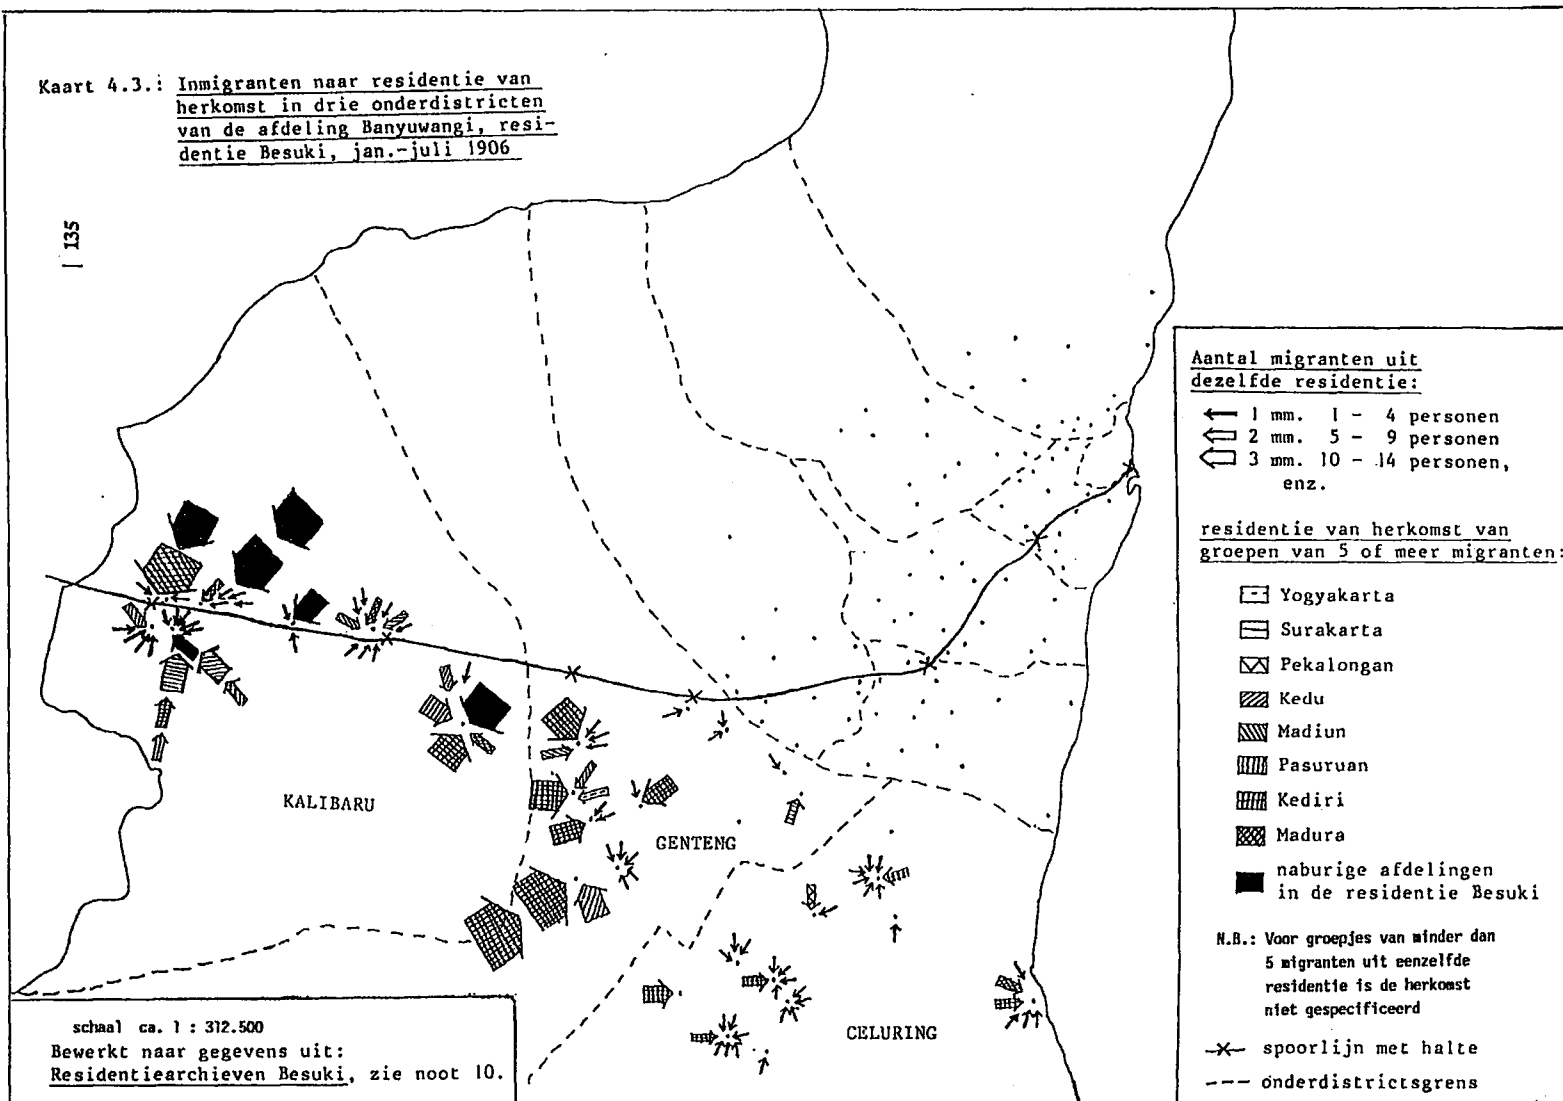 Kaart 4.3.: Inmigranten naar residentie van
herkomst in drie onderdistricten
van de afdeling Banyuwangi, resi-
dentie Besuki, jan.-juli 1906
135
KALIBARU
GENTENG
CELURING
schaal ca. 1 : 312.500
Bewerkt naar gegevens uit:
Residentiearchieven Besuki, zie noot 10.
Aantal migranten uit
dezelfde residentie:
1 mm. 1 - 4 personen
2 mm. 5 - 9 personen
3 mm. 10 - 14 personen,
enz.
residentie van herkomst van
groepen van 5 of meer migranten:
Yogyakarta
Surakarta
Pekalongan
Kedu
Madiun
Pasuruan
Kediri
Madura
naburige afdelingen
in de residentie Besuki
N.B.: Voor groepjes van minder dan
5 migranten uit eenzelfde
residentie is de herkomst
niet gespecificeerd
spoorlijn met halte
onderdistrictsgrens